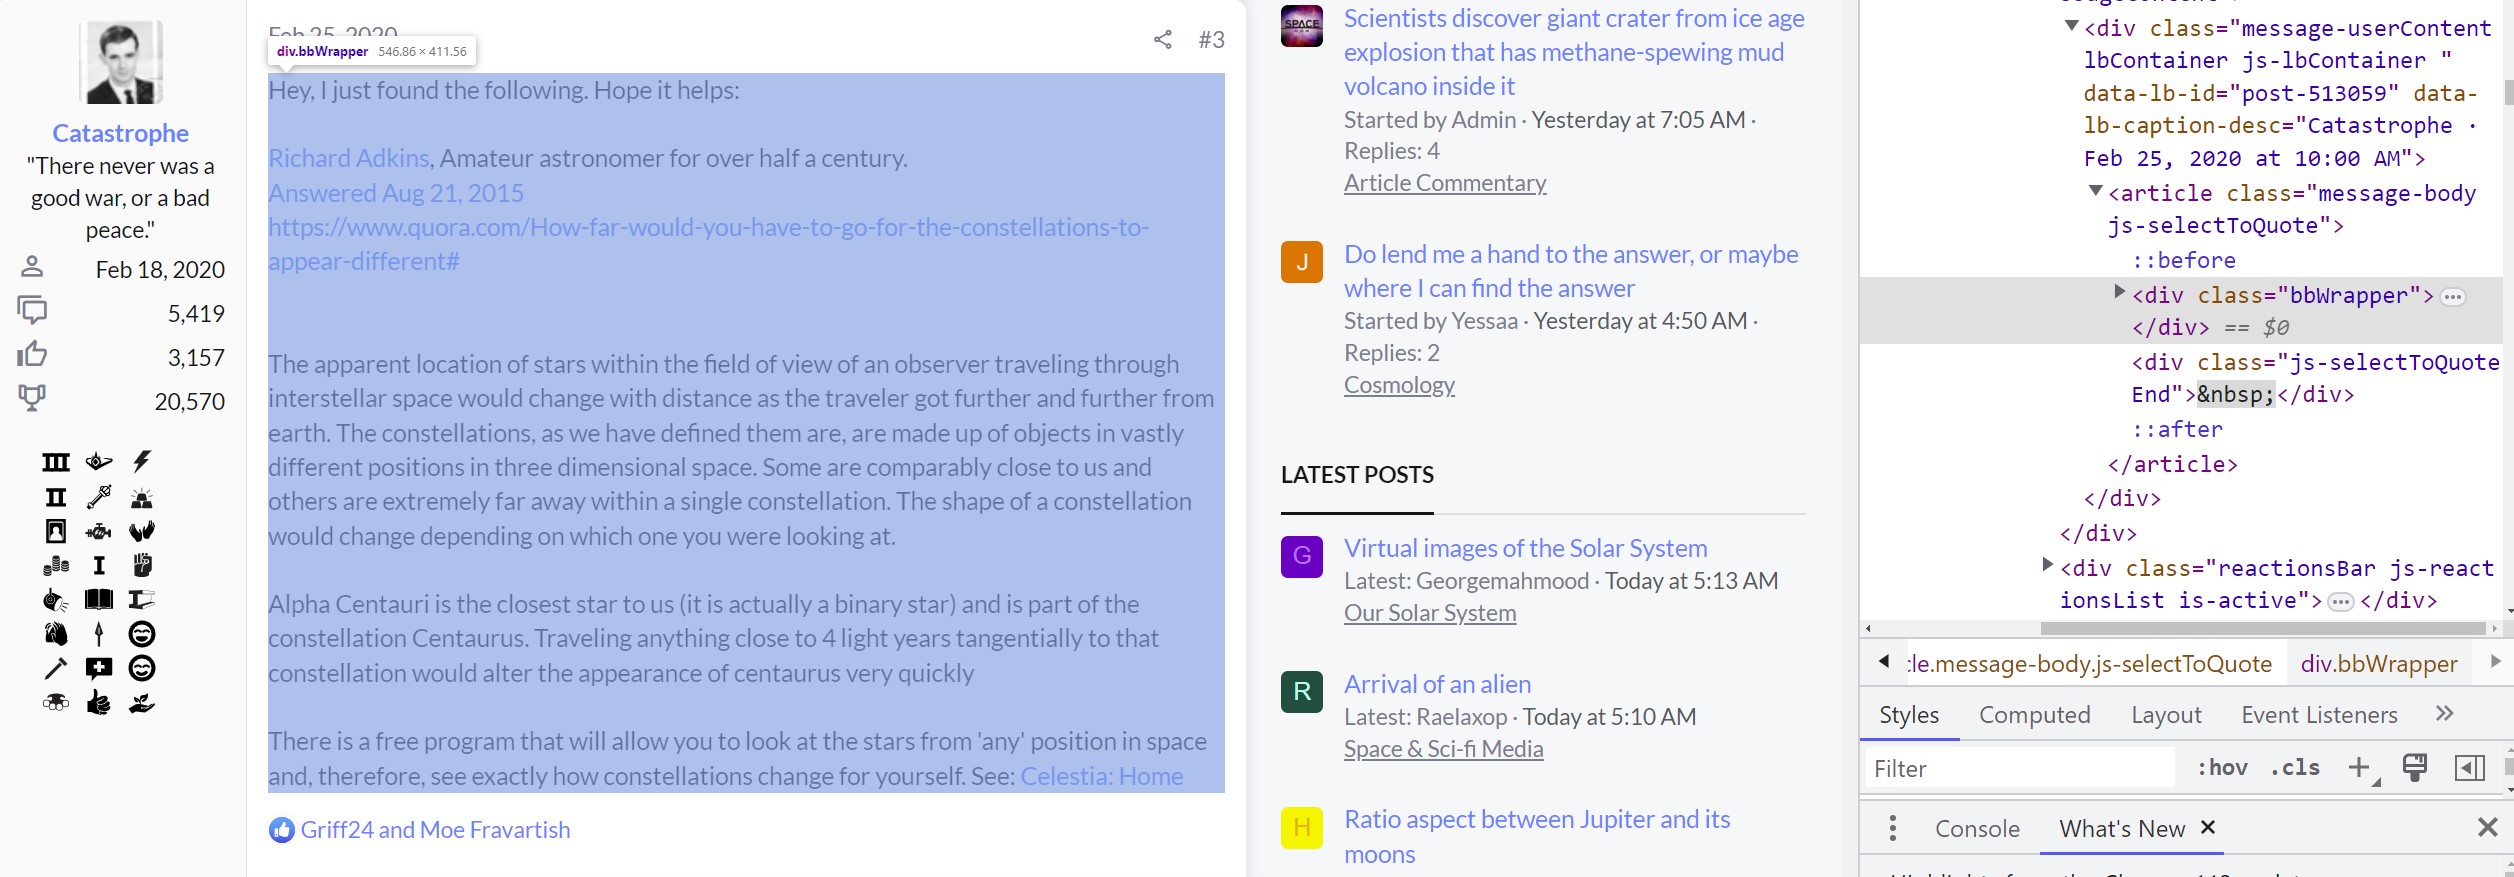 Feb 25, 2020
#3
div.bbWrapper 546.86 × 411.56
Hey, I just found the following. Hope it helps:
Catastrophe
"There never was a
good war, or a bad
peace."
Feb 18, 2020
5,419
3,157
20,570
Richard Adkins, Amateur astronomer for over half a century.
Answered Aug 21, 2015
https://www.quora.com/How-far-would-you-have-to-go-for-the-constellations-to-
appear-different#
The apparent location of stars within the field of view of an observer traveling through
interstellar space would change with distance as the traveler got further and further from
earth. The constellations, as we have defined them are, are made up of objects in vastly
different positions in three dimensional space. Some are comparably close to us and
others are extremely far away within a single constellation. The shape of a constellation
would change depending on which one you were looking at.
Alpha Centauri is the closest star to us (it is actually a binary star) and is part of the
constellation Centaurus. Traveling anything close to 4 light years tangentially to that
constellation would alter the appearance of centaurus very quickly
There is a free program that will allow you to look at the stars from 'any' position in space
and, therefore, see exactly how constellations change for yourself. See: Celestia: Home
Griff24 and Moe Fravartish
SPACE
Scientists discover giant crater from ice age
explosion that has methane-spewing mud
volcano inside it
Started by Admin · Yesterday at 7:05 AM ·
Replies: 4
Article Commentary
J
Do lend me a hand to the answer, or maybe
where I can find the answer
Started by Yessaa · Yesterday at 4:50 AM ·
Replies: 2
Cosmology
LATEST POSTS
G
Virtual images of the Solar System
Latest: Georgemahmood · Today at 5:13 AM
Our Solar System
R
Arrival of an alien
Latest: Raelaxop · Today at 5:10 AM
Space & Sci-fi Media
H
Ratio aspect between Jupiter and its
moons
<div class="message-userContent
lbContainer js-lbContainer "
data-lb-id="post-513059" data-
lb-caption-desc="Catastrophe ·
Feb 25, 2020 at 10:00 AM">
<article class="message-body
js-selectToQuote">
::before
<div class="bbWrapper"> ...
</div> == $0
<div class="js-selectToQuote
End">&nbsp;</div>
::after
</article>
</div>
</div>
<div class="reactionsBar js-react
ionsList is-active"> ... </div>
cle.message-body.js-selectToQuote div.bbWrapper
Styles Computed Layout Event Listeners »
Filter :hov .cls +
Console What's New ×